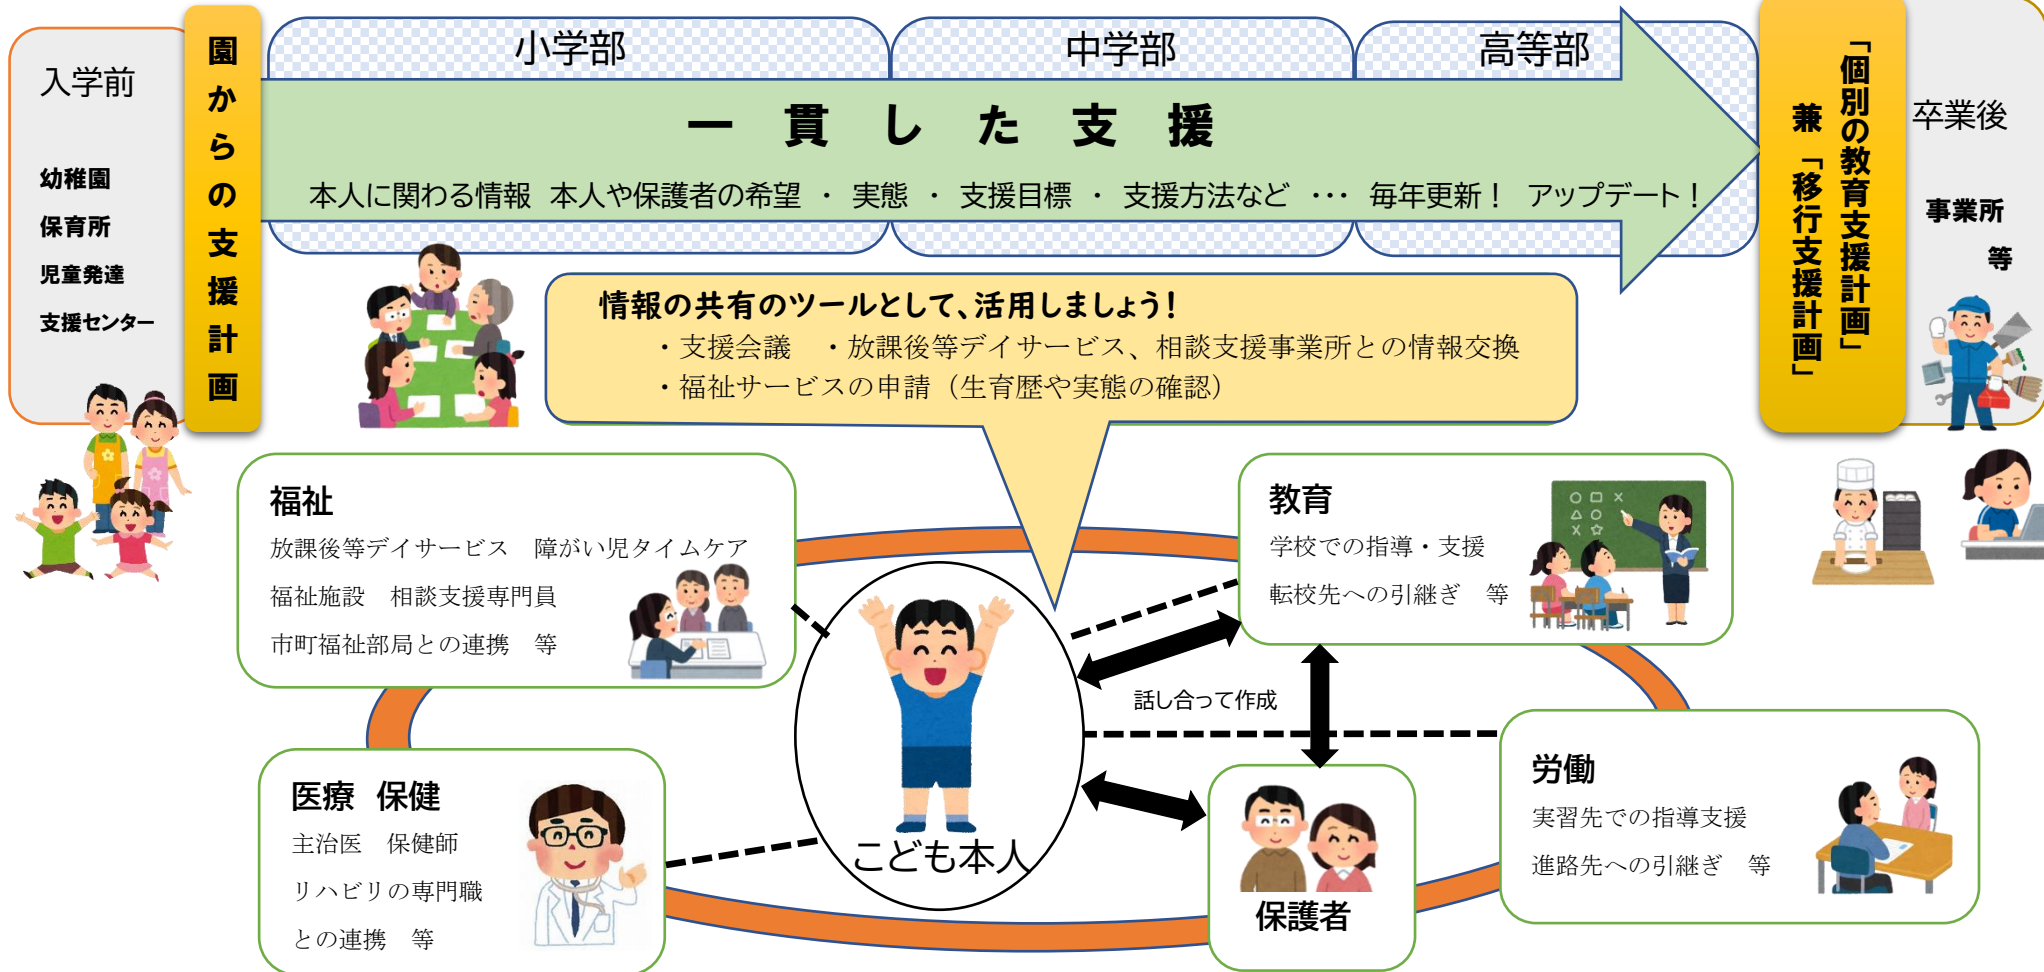 入学前
幼稚園
保育所
児童発達
支援センター
園からの支援計画
小学部
中学部
高等部
一貫した支援
本人に関わる情報 本人や保護者の希望 ・ 実態 ・ 支援目標 ・ 支援方法など ・・・ 毎年更新！ アップデート！
「個別の教育支援計画」
兼 「移行支援計画」
卒業後
事業所
等
情報の共有のツールとして、活用しましょう！
・支援会議 ・放課後等デイサービス、相談支援事業所との情報交換
・福祉サービスの申請（生育歴や実態の確認）
福祉
放課後等デイサービス 障がい児タイムケア
福祉施設 相談支援専門員
市町福祉部局との連携 等
教育
学校での指導・支援
転校先への引継ぎ 等
話し合って作成
こども本人
医療 保健
主治医 保健師
リハビリの専門職
との連携 等
保護者
労働
実習先での指導支援
進路先への引継ぎ 等